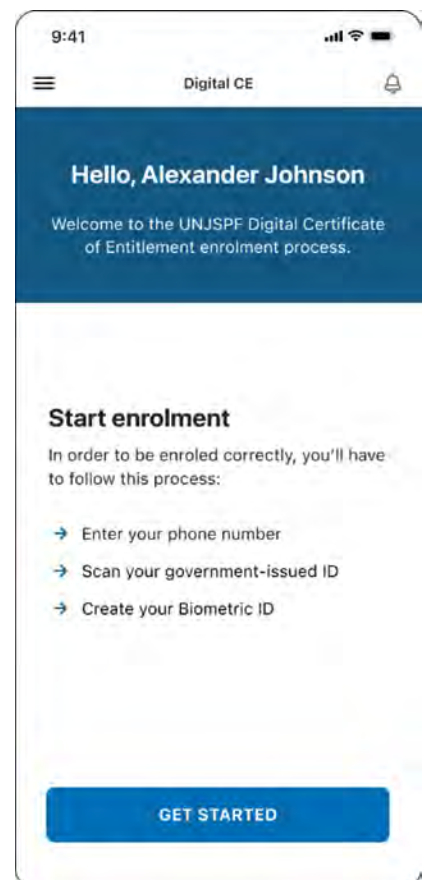 9:41
Digital CE
Hello, Alexander Johnson
Welcome to the UNJSPF Digital Certificate
of Entitlement enrolment process.
Start enrolment
In order to be enroled correctly, you'll have
to follow this process:
→ Enter your phone number
→ Scan your government-issued ID
→ Create your Biometric ID
GET STARTED